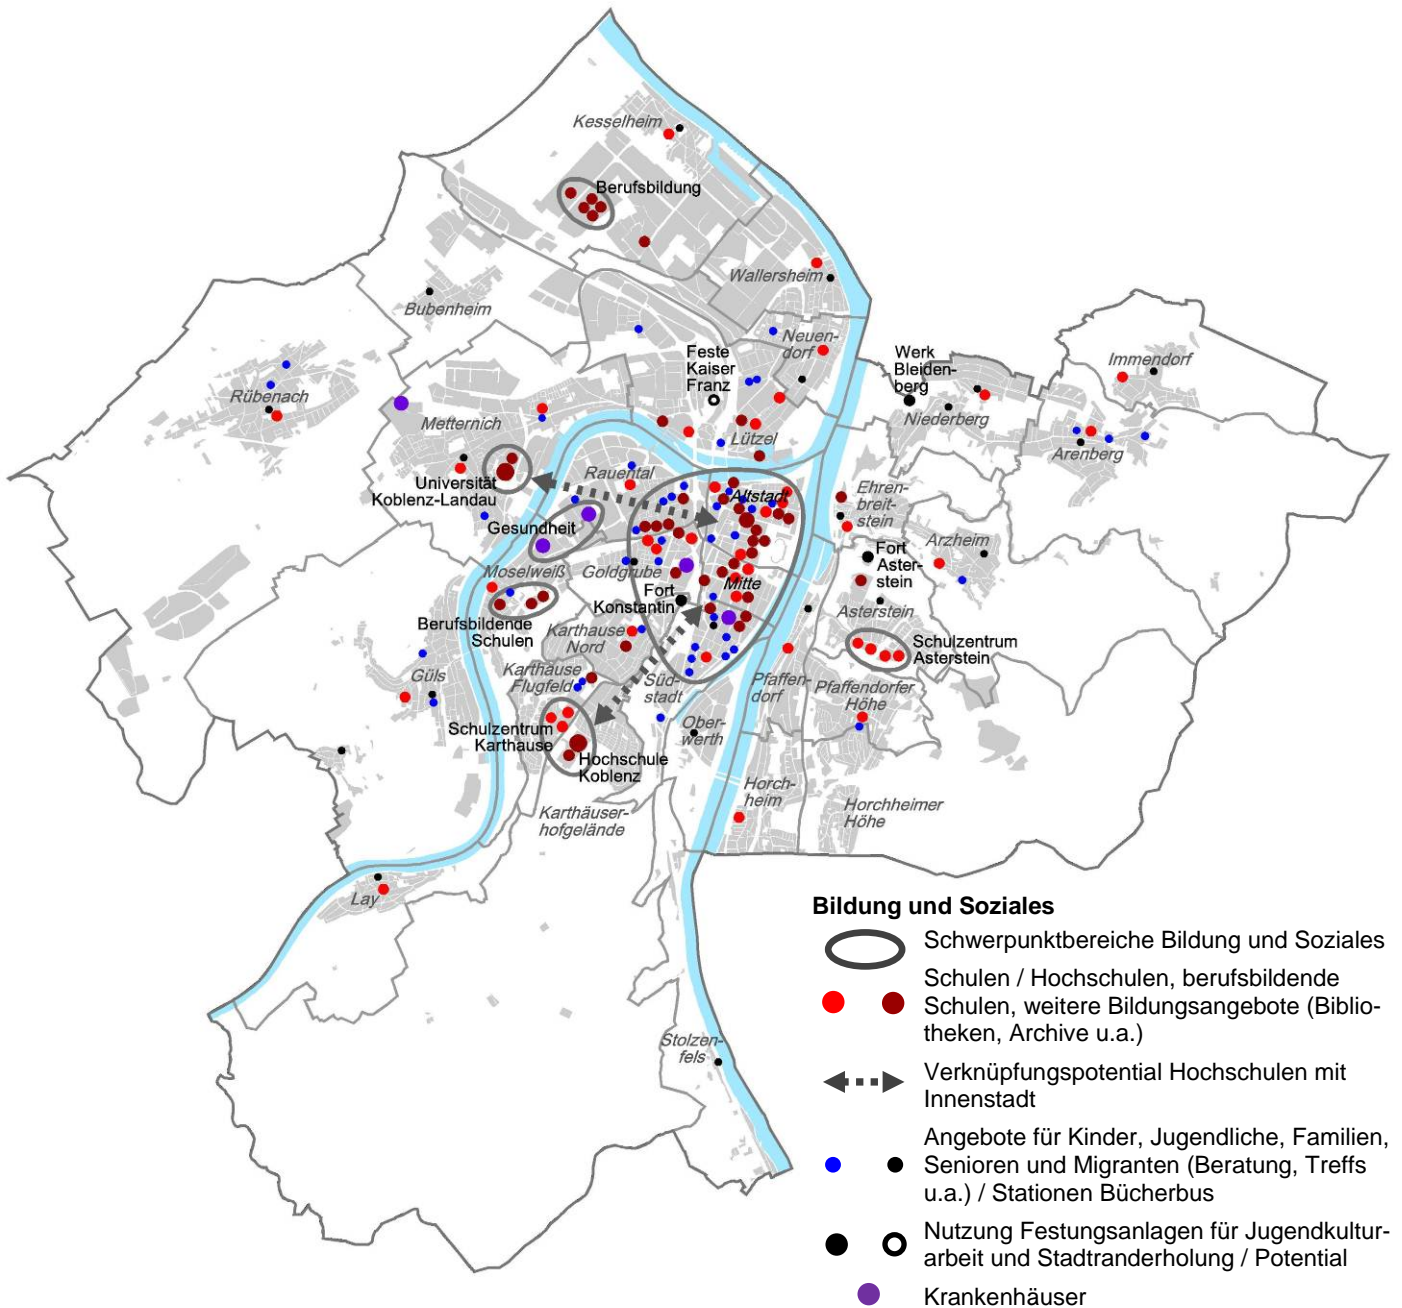 Kesselheim
Berufsbildung
Wallersheim
Bubenheim
Neuen-
dorf
Feste
Kaiser
Franz
Werk
Bleiden-
berg
Immendorf
Rübenach
Niederberg
Metternich
Lützel
Arenberg
Rauental
Universität
Koblenz-Landau
Altstadt
Ehren-
breit-
stein
Gesundheit
Arzheim
Fort
Aster-
stein
Moselweiß
Goldgrube
Mitte
Fort
Konstantin
Asterstein
Berufsbildende
Schulen
Karthause
Nord
Schulzentrum
Asterstein
Güls
Karthause
Flugfeld
Süd-
stadt
Pfaffen-
dorf
Pfaffendorfer
Höhe
Schulzentrum
Karthause
Ober-
werth
Hochschule
Koblenz
Horch-
heim
Horchheimer
Höhe
Karthäuser-
hofgelände
Lay
Stolzen-
fels
Bildung und Soziales
Schwerpunktbereiche Bildung und Soziales
Schulen / Hochschulen, berufsbildende
Schulen, weitere Bildungsangebote (Biblio-
theken, Archive u.a.)
Verknüpfungspotential Hochschulen mit
Innenstadt
Angebote für Kinder, Jugendliche, Familien,
Senioren und Migranten (Beratung, Treffs
u.a.) / Stationen Bücherbus
Nutzung Festungsanlagen für Jugendkultur-
arbeit und Stadtranderholung / Potential
Krankenhäuser